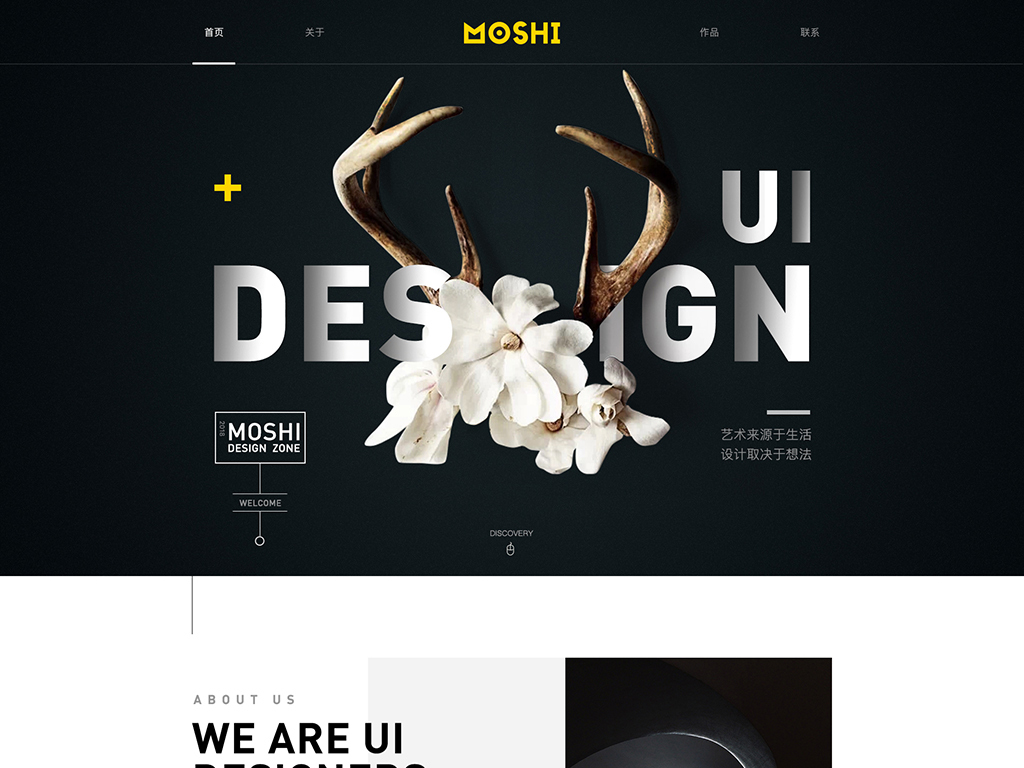 首页
关于
MOSHI
作品
联系
UI
DESIGN
2018
MOSHI
DESIGN ZONE
WELCOME
艺术来源于生活
设计取决于想法
DISCOVERY
ABOUT US
WE ARE UI
DESIGNERS